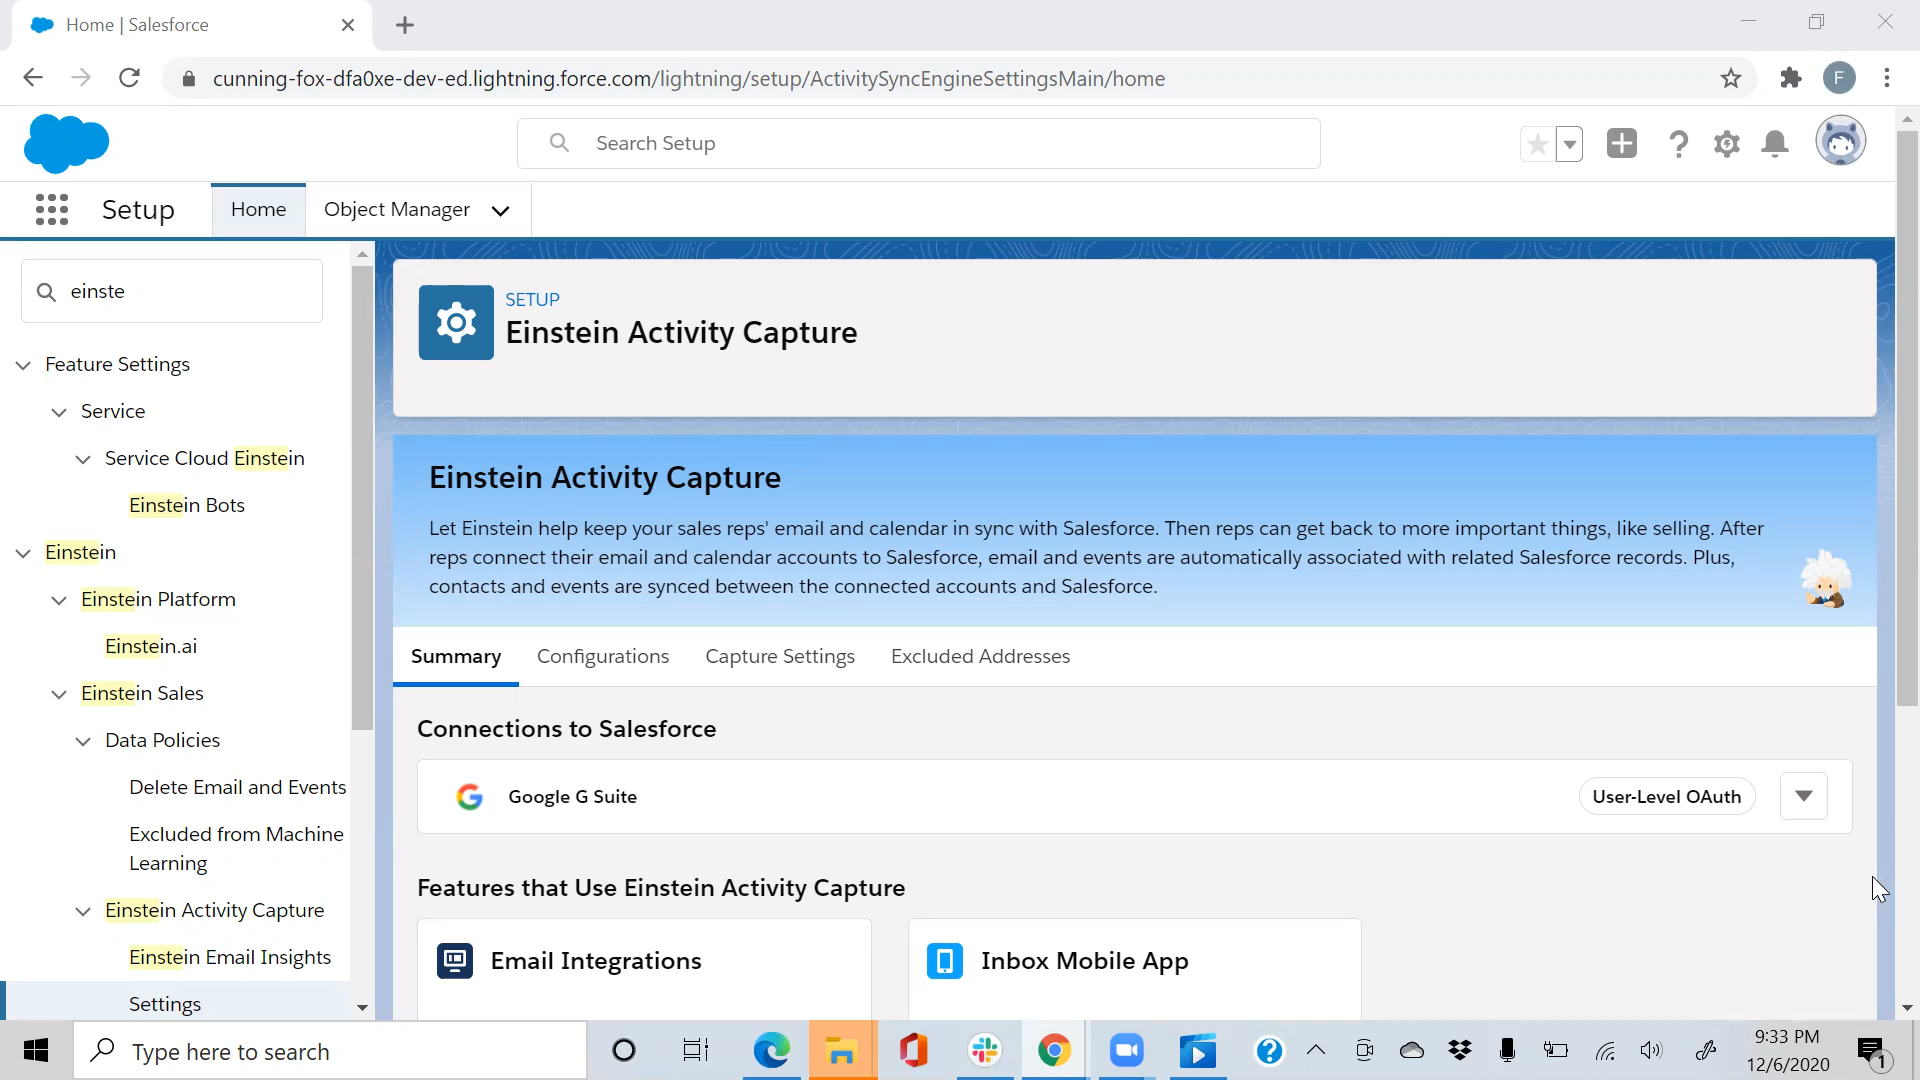 Home | Salesforce
cunning-fox-dfa0xe-dev-ed.lightning.force.com/lightning/setup/ActivitySyncEngineSettingsMain/home
F
Search Setup
Setup
Home
Object Manager
einste
Feature Settings
Service
Service Cloud Einstein
Einstein Bots
Einstein
Einstein Platform
Einstein.ai
Einstein Sales
Data Policies
Delete Email and Events
Excluded from Machine
Learning
Einstein Activity Capture
Einstein Email Insights
Settings
SETUP
Einstein Activity Capture
Einstein Activity Capture
Let Einstein help keep your sales reps' email and calendar in sync with Salesforce. Then reps can get back to more important things, like selling. After
reps connect their email and calendar accounts to Salesforce, email and events are automatically associated with related Salesforce records. Plus,
contacts and events are synced between the connected accounts and Salesforce.
Summary
Configurations
Capture Settings
Excluded Addresses
Connections to Salesforce
Google G Suite
User-Level OAuth
Features that Use Einstein Activity Capture
Email Integrations
Inbox Mobile App
Type here to search
9:33 PM
12/6/2020
1